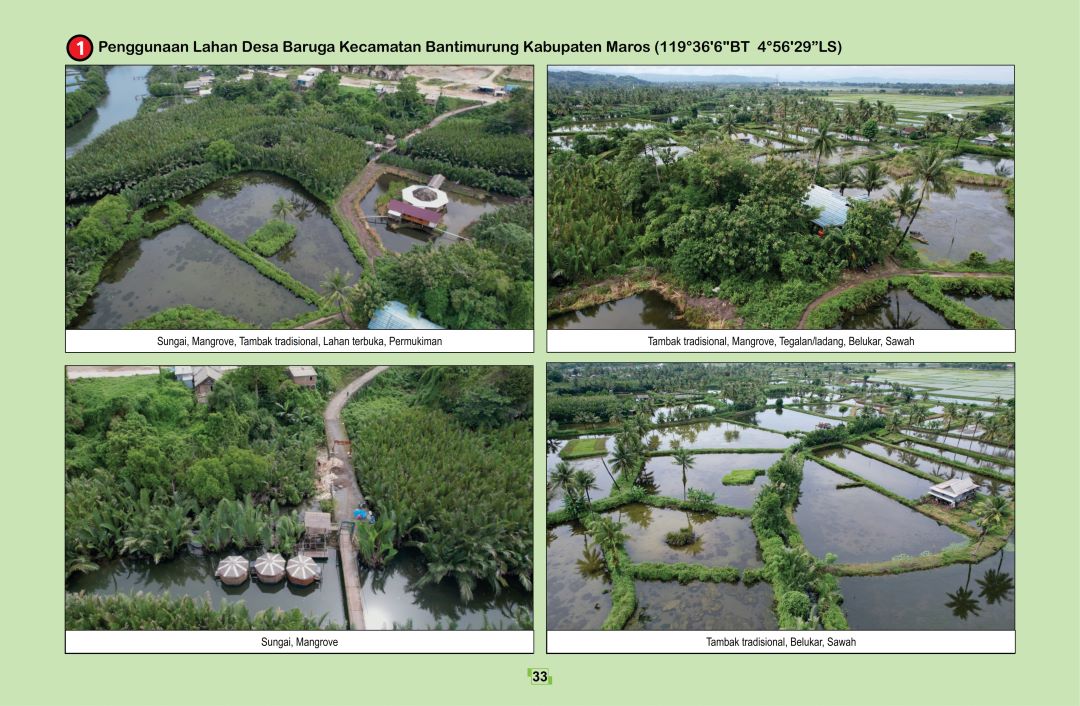 1 Penggunaan Lahan Desa Baruga Kecamatan Bantimurung Kabupaten Maros (119°36'6"BT 4°56'29”LS)
Sungai, Mangrove, Tambak tradisional, Lahan terbuka, Permukiman
Tambak tradisional, Mangrove, Tegalan/ladang, Belukar, Sawah
Sungai, Mangrove
Tambak tradisional, Belukar, Sawah
33